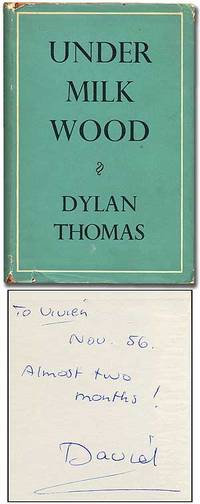 UNDER
MILK
WOOD
DYLAN
THOMAS
To Vivien
Nov. 56.
Almost two
months!
David